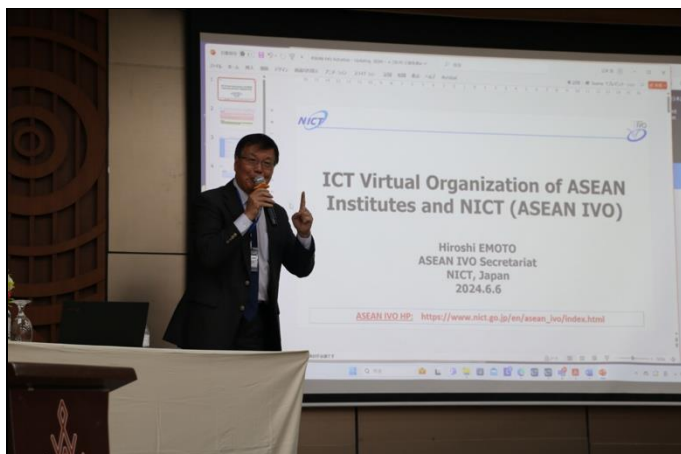 NICT
ICT Virtual Organization of ASEAN
Institutes and NICT (ASEAN IVO)
Hiroshi EMOTO
ASEAN IVO Secretariat
NICT, Japan
2024.6.6
ASEAN IVO HP: https://www.nict.go.jp/en/asean_ivo/index.html